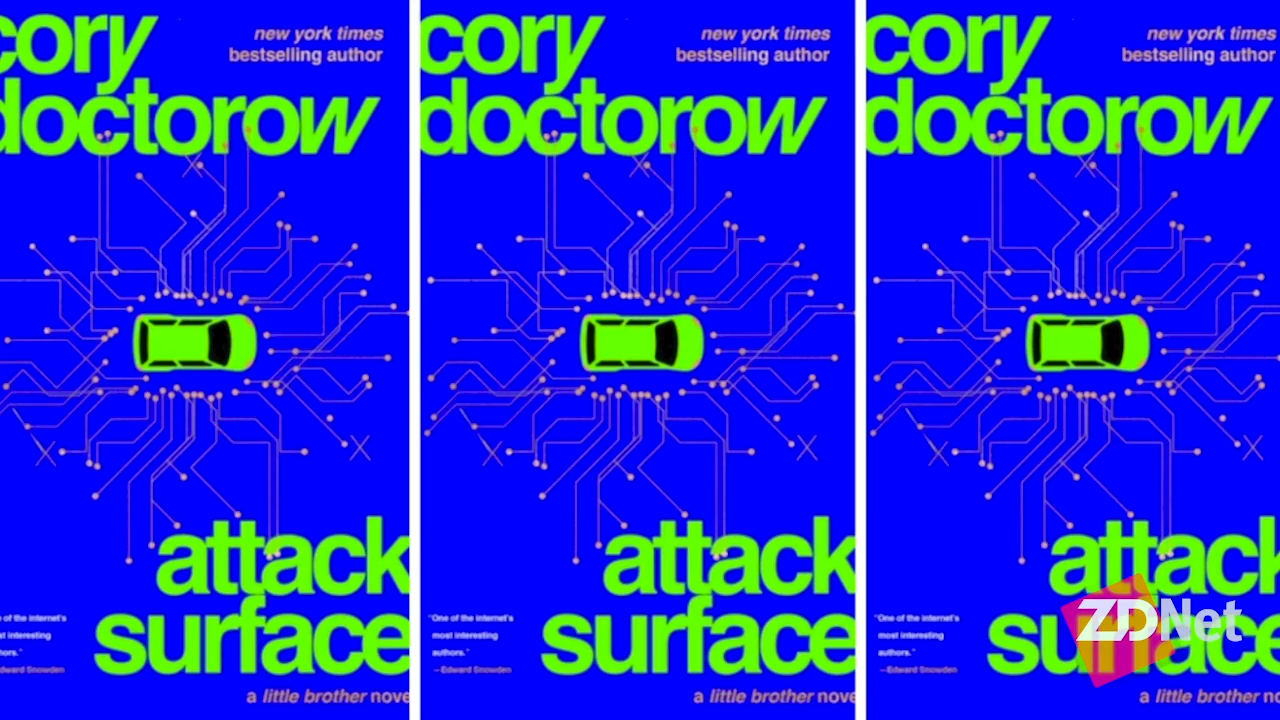 cory
new york times
bestselling author
doctorow
attack
surface
of the internet's
interesting
authors."
—Edward Snowden
a little brother nove
cory
new york times
bestselling author
doctorow
attack
surface
"One of the internet's
most interesting
authors."
—Edward Snowden
a little brother nove
cory
new york times
bestselling author
doctorow
attack
surface
"One of the internet's
most interesting
authors."
—Edward Snowden
a little brother no
ZDNet